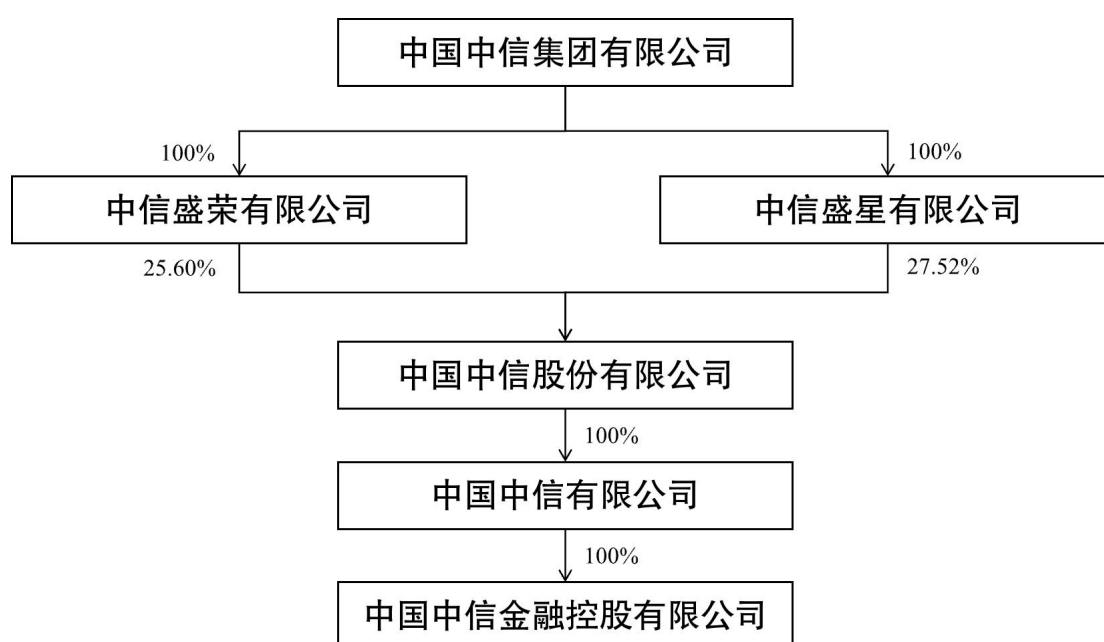 中国中信集团有限公司
100%
100%
中信盛荣有限公司
中信盛星有限公司
25.60%
27.52%
中国中信股份有限公司
100%
中国中信有限公司
100%
中国中信金融控股有限公司